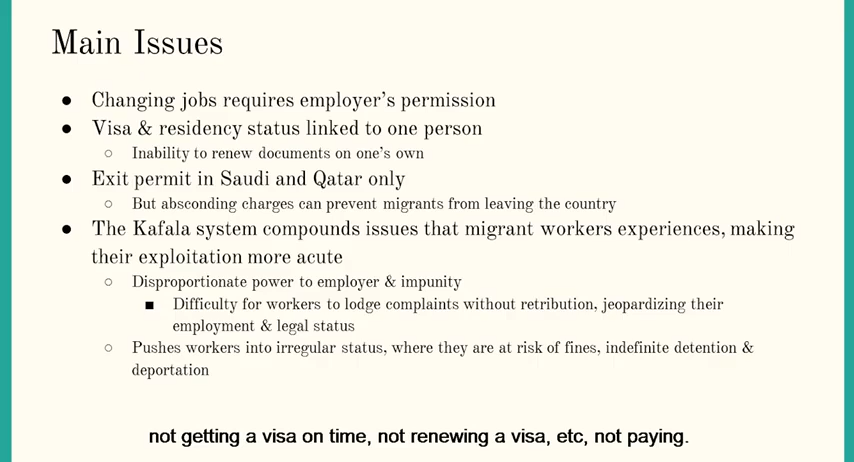 Main Issues
● Changing jobs requires employer's permission
● Visa & residency status linked to one person
○ Inability to renew documents on one's own
● Exit permit in Saudi and Qatar only
○ But absconding charges can prevent migrants from leaving the country
● The Kafala system compounds issues that migrant workers experiences, making
their exploitation more acute
○ Disproportionate power to employer & impunity
■ Difficulty for workers to lodge complaints without retribution, jeopardizing their
employment & legal status
○ Pushes workers into irregular status, where they are at risk of fines, indefinite detention &
deportation
not getting a visa on time, not renewing a visa, etc, not paying.